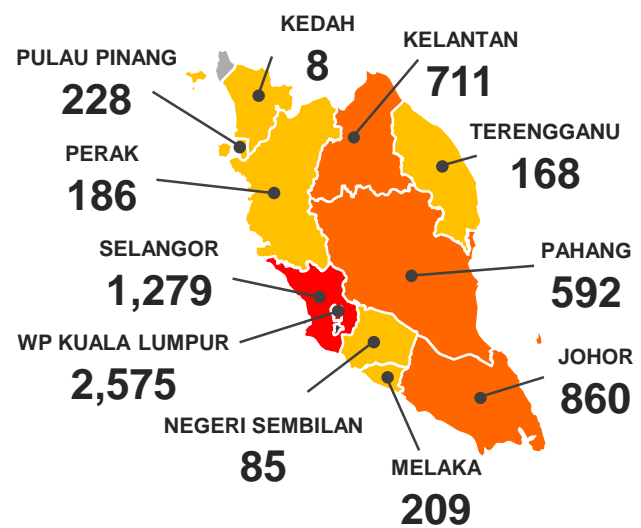 KEDAH
8
KELANTAN
711
PULAU PINANG
228
TERENGGANU
168
PERAK
186
SELANGOR
1,279
PAHANG
592
WP KUALA LUMPUR
2,575
JOHOR
860
NEGERI SEMBILAN
85
MELAKA
209